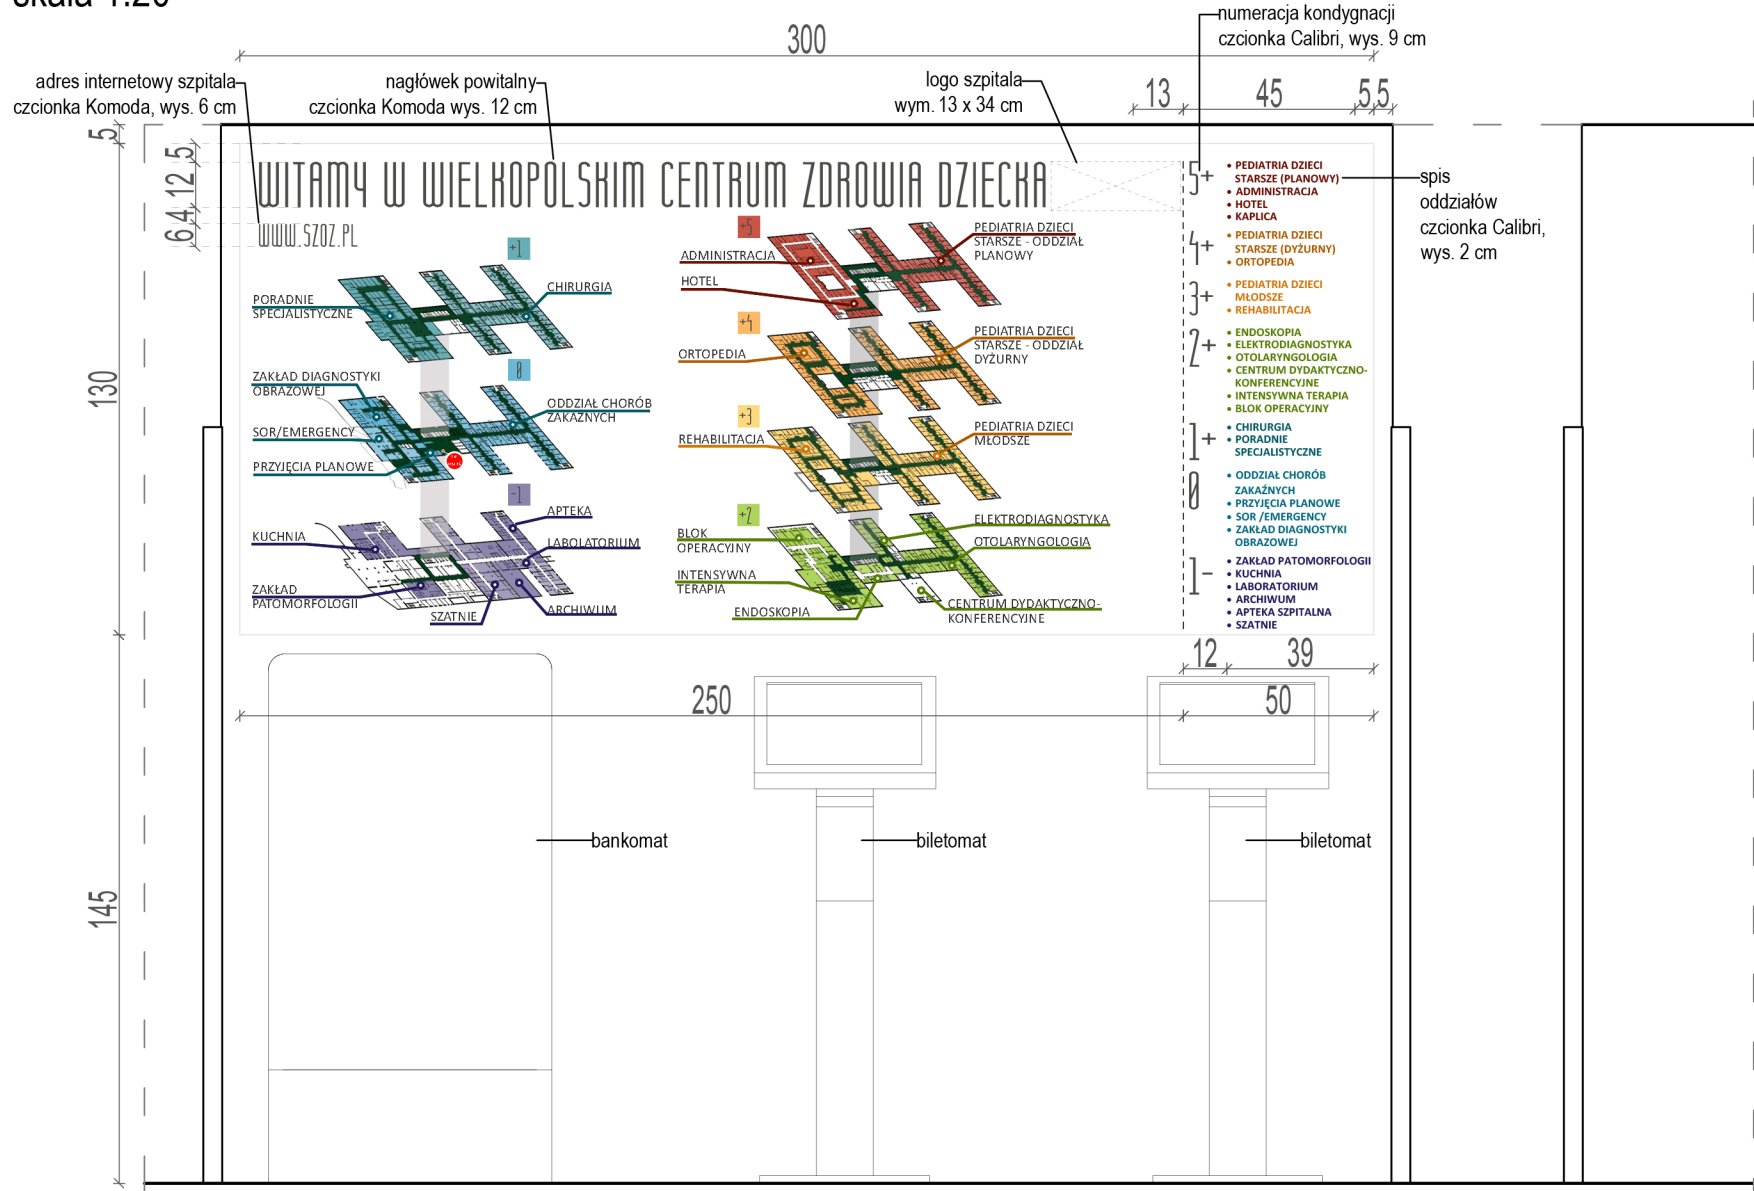 skala 1:20
numeracja kondygnacji
czcionka Calibri, wys. 9 cm
300
adres internetowy szpitala
czcionka Komoda, wys. 6 cm
nagłówek powitalny
czcionka Komoda wys. 12 cm
logo szpitala
wym. 13 x 34 cm
13
45
5,5
5
5
12
4
6
130
145
WITAMY W WIELKOPOLSKIM CENTRUM ZDROWIA DZIECKA
WWW.SZOZ.PL
+1
PORADNIE
SPECJALISTYCZNE
CHIRURGIA
0
ZAKŁAD DIAGNOSTYKI
OBRAZOWEJ
SOR/EMERGENCY
PRZYJĘCIA PLANOWE
ODDZIAŁ CHORÓB
ZAKAŹNYCH
-1
KUCHNIA
ZAKŁAD
PATOMORFOLOGII
SZATNIE
APTEKA
LABOLATORIUM
ARCHIWUM
+5
ADMINISTRACJA
HOTEL
PEDIATRIA DZIECI
STARSZE - ODDZIAŁ
PLANOWY
+4
ORTOPEDIA
PEDIATRIA DZIECI
STARSZE - ODDZIAŁ
DYŻURNY
+3
REHABILITACJA
PEDIATRIA DZIECI
MŁODSZE
+2
BLOK
OPERACYJNY
INTENSYWNA
TERAPIA
ENDOSKOPIA
ELEKTRODIAGNOSTYKA
OTOLARYNGOLOGIA
CENTRUM DYDAKTYCZNO-
KONFERENCYJNE
5+
• PEDIATRIA DZIECI
STARSZE (PLANOWY)
• ADMINISTRACJA
• HOTEL
• KAPLICA
4+
• PEDIATRIA DZIECI
STARSZE (DYŻURNY)
• ORTOPEDIA
3+
• PEDIATRIA DZIECI
MŁODSZE
• REHABILITACJA
2+
• ENDOSKOPIA
• ELEKTRODIAGNOSTYKA
• OTOLARYNGOLOGIA
• CENTRUM DYDAKTYCZNO-
KONFERENCYJNE
• INTENSYWNA TERAPIA
• BLOK OPERACYJNY
1+
• CHIRURGIA
• PORADNIE
SPECJALISTYCZNE
0
• ODDZIAŁ CHORÓB
ZAKAŹNYCH
• PRZYJĘCIA PLANOWE
• SOR /EMERGENCY
• ZAKŁAD DIAGNOSTYKI
OBRAZOWEJ
1-
• ZAKŁAD PATOMORFOLOGII
• KUCHNIA
• LABORATORIUM
• ARCHIWUM
• APTEKA SZPITALNA
• SZATNIE
spis
oddziałów
czcionka Calibri,
wys. 2 cm
12
39
250
50
bankomat
biletomat
biletomat